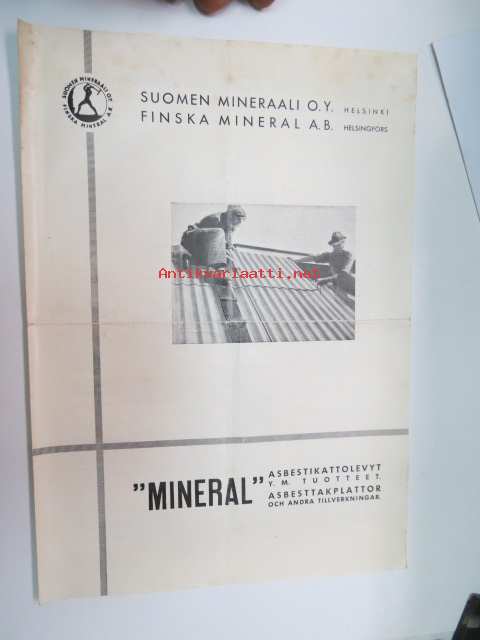 SUOMEN MINERAALI O.Y.
FINSKA MINERAL A.B.
SUOMEN MINERAALI O.Y. HELSINKI
FINSKA MINERAL A.B. HELSINGFORS
Antikvariaatti.net
"MINERAL"
ASBESTIKATTOLEVYT
Y. M. TUOTTEET.
ASBESTTAKPLATTOR
OCH ANDRA TILLVERKNINGAR.